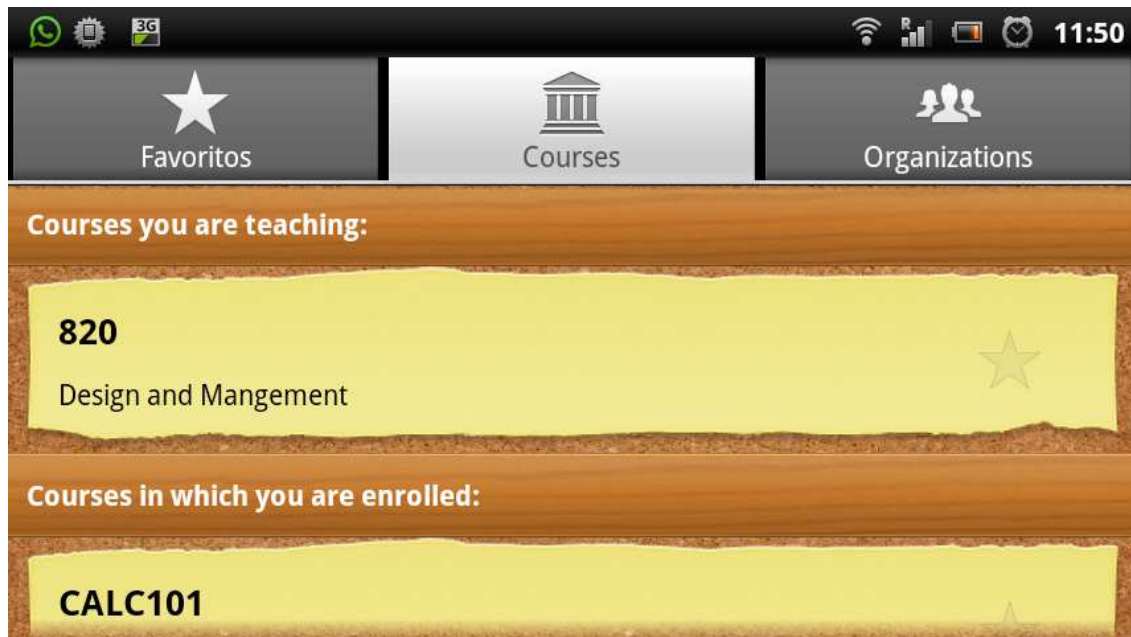 3G
R
11:50
Favoritos
Courses
Organizations
Courses you are teaching:
820
Design and Mangement
Courses in which you are enrolled:
CALC101